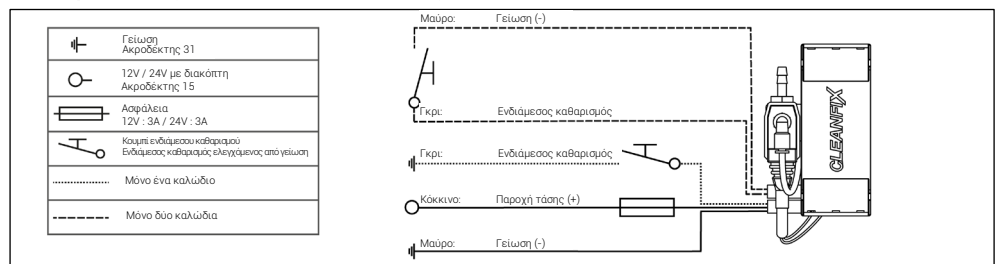 Γείωση
Ακροδέκτης 31
12V / 24V με διακόπτη
Ακροδέκτης 15
Ασφάλεια
12V : 3A / 24V : 3A
Κουμπί ενδιάμεσου καθαρισμού
Ενδιάμεσος καθαρισμός ελεγχόμενος από γείωση
Μόνο ένα καλώδιο
Μόνο δύο καλώδια
Μαύρο: Γείωση (-)
Γκρι: Ενδιάμεσος καθαρισμός
Γκρι: Ενδιάμεσος καθαρισμός
Κόκκινο: Παροχή τάσης (+)
Μαύρο: Γείωση (-)
CLEANFIX